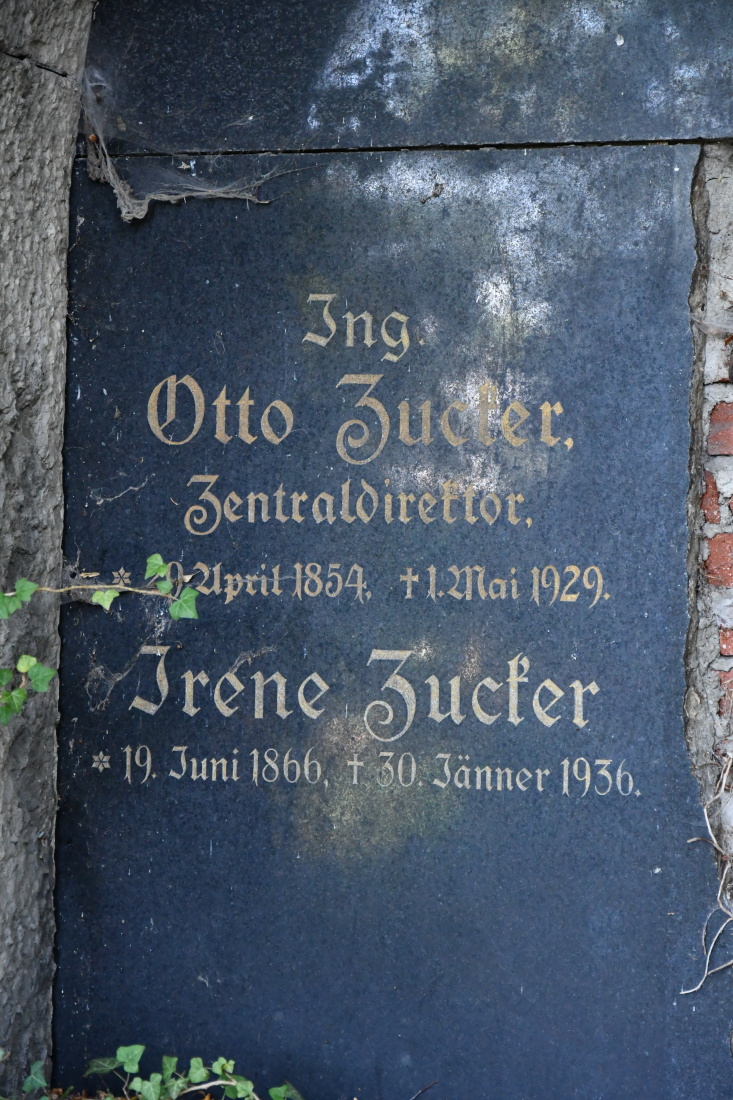 Ing.
Otto Zucker,
Zentraldirektor,
* April 1854, † 1. Mai 1929.
Irene Zucker
* 19. Juni 1866, † 30. Jänner 1936.